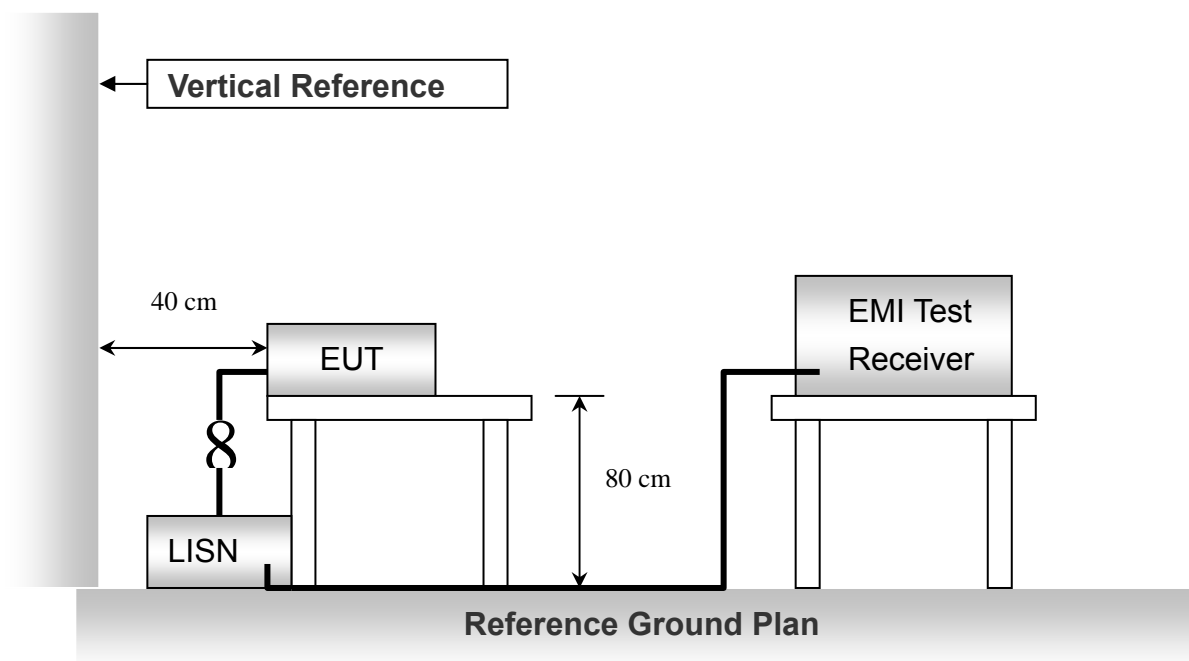 Vertical Reference
40 cm
EUT
EMI Test
Receiver
80 cm
LISN
Reference Ground Plan